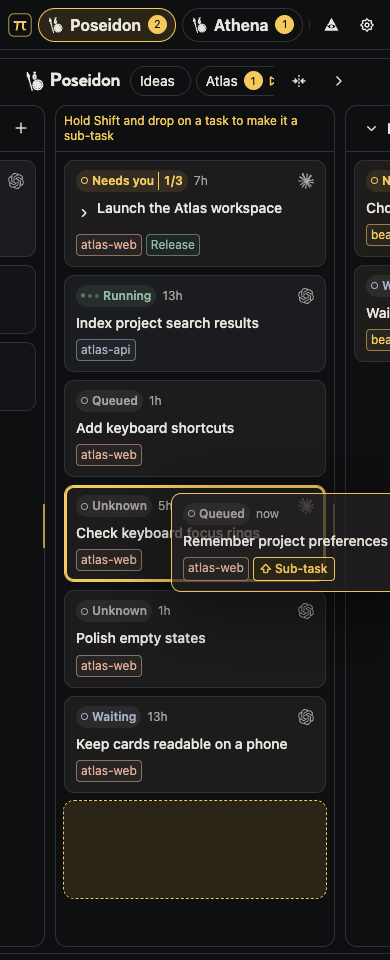 Poseidon 2
Athena 1
Poseidon
Ideas
Atlas 1
Hold Shift and drop on a task to make it a
sub-task
Needs you 1/3 7h
Launch the Atlas workspace
atlas-web Release
Running 13h
Index project search results
atlas-api
Queued 1h
Add keyboard shortcuts
atlas-web
Unknown 5h
Check keyboard focus rings
atlas-web
Queued now
Remember project preferences
atlas-web Sub-task
Unknown 1h
Polish empty states
atlas-web
Waiting 13h
Keep cards readable on a phone
atlas-web
N
Cho
bea
W
Wai
bea